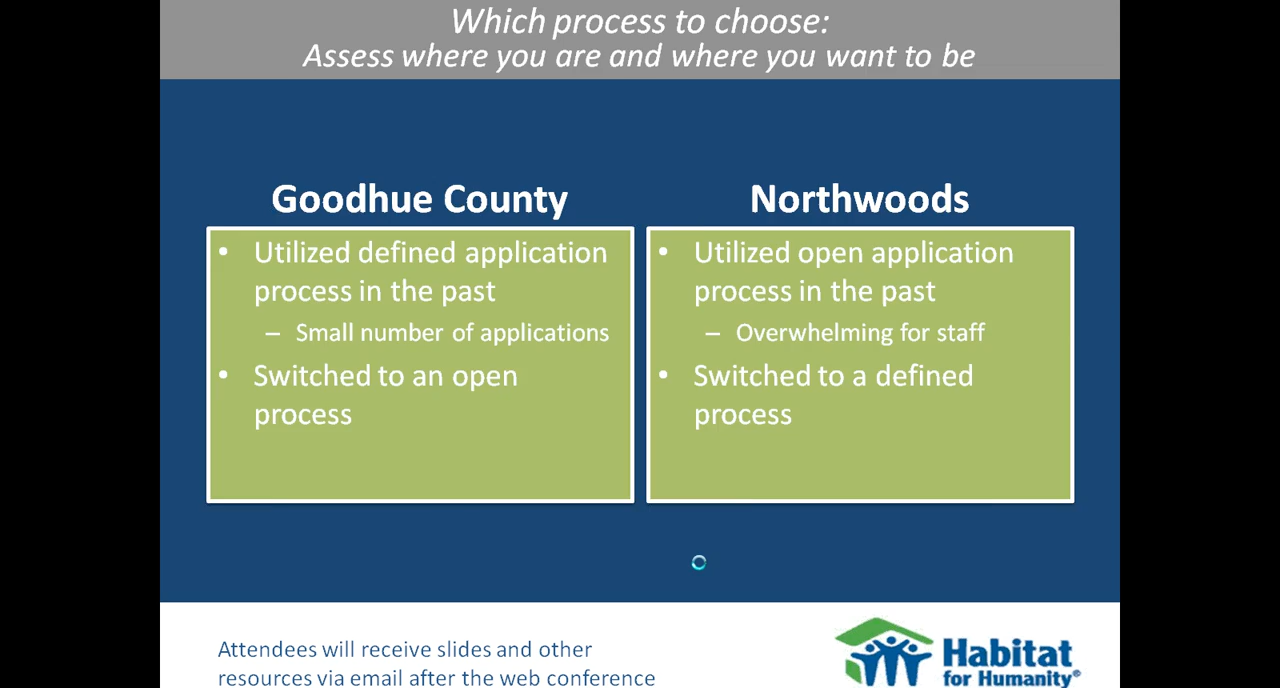 Which process to choose:
Assess where you are and where you want to be
Goodhue County
• Utilized defined application
process in the past
– Small number of applications
• Switched to an open
process
Northwoods
• Utilized open application
process in the past
– Overwhelming for staff
• Switched to a defined
process
Attendees will receive slides and other
resources via email after the web conference
Habitat
for Humanity®